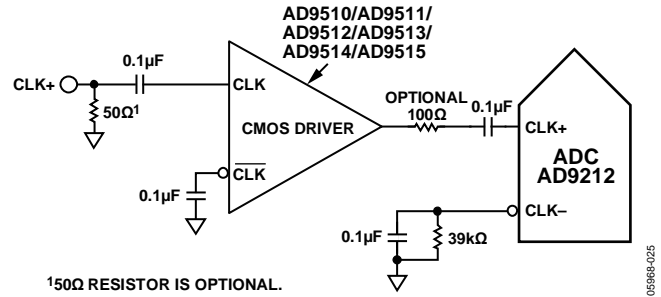 AD9510/AD9511/
AD9512/AD9513/
AD9514/AD9515
0.1µF
CLK+
CLK
50Ω¹
CMOS DRIVER
OPTIONAL
100Ω
0.1µF
CLK+
ADC
AD9212
CLK
0.1µF
CLK–
0.1µF
39kΩ
¹50Ω RESISTOR IS OPTIONAL.
05968-025